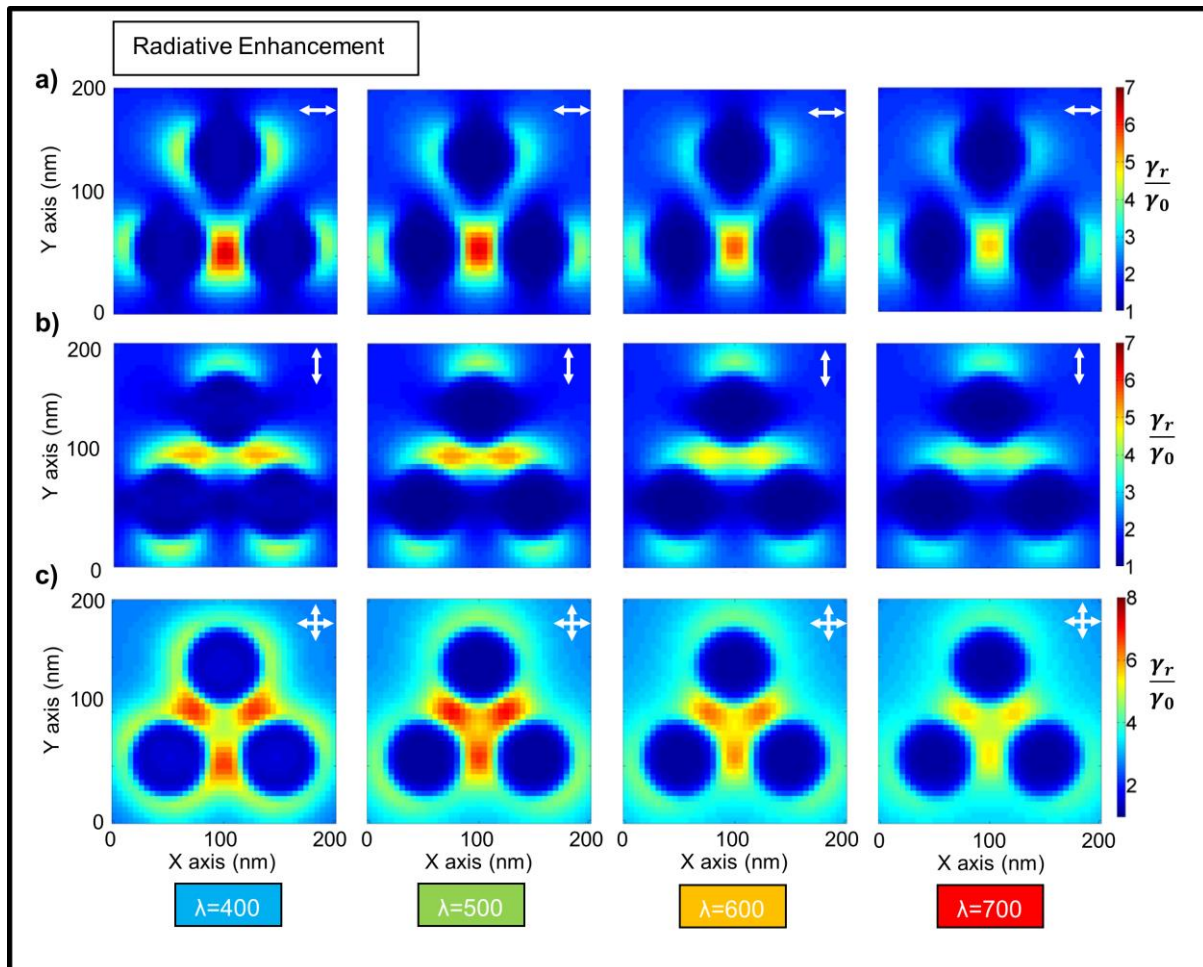 Radiative Enhancement
a)
200
100
0
Y axis (nm)
7
6
5
4
3
2
1
γr/γ0
b)
200
100
0
Y axis (nm)
7
6
5
4
3
2
1
γr/γ0
c)
200
100
0
Y axis (nm)
8
6
4
2
γr/γ0
0 100 200 0 100 200 0 100 200 0 100 200
X axis (nm) X axis (nm) X axis (nm) X axis (nm)
λ=400 λ=500 λ=600 λ=700